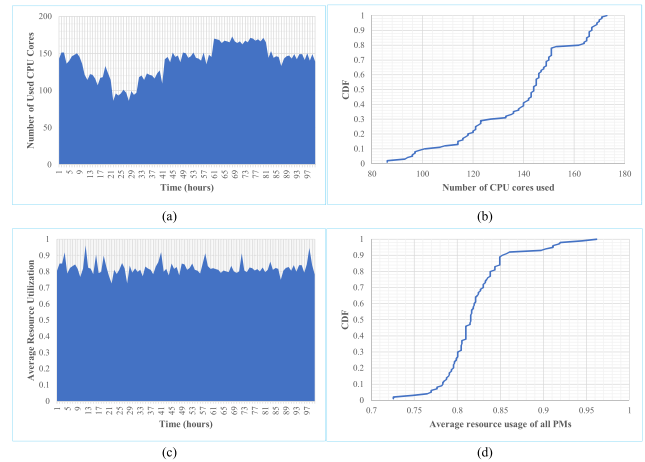 200
150
100
50
0
Number of Used CPU Cores
1 5 9 13 17 21 25 29 33 37 41 45 49 53 57 61 65 69 73 77 81 85 89 93 97
Time (hours)
(a)
1
0.9
0.8
0.7
0.6
0.5
0.4
0.3
0.2
0.1
0
CDF
80 100 120 140 160 180
Number of CPU cores used
(b)
1
0.9
0.8
0.7
0.6
0.5
0.4
0.3
0.2
0.1
0
Average Resource Utilization
1 5 9 13 17 21 25 29 33 37 41 45 49 53 57 61 65 69 73 77 81 85 89 93 97
Time (hours)
(c)
1
0.9
0.8
0.7
0.6
0.5
0.4
0.3
0.2
0.1
0
CDF
0.7 0.75 0.8 0.85 0.9 0.95 1
Average resource usage of all PMs
(d)